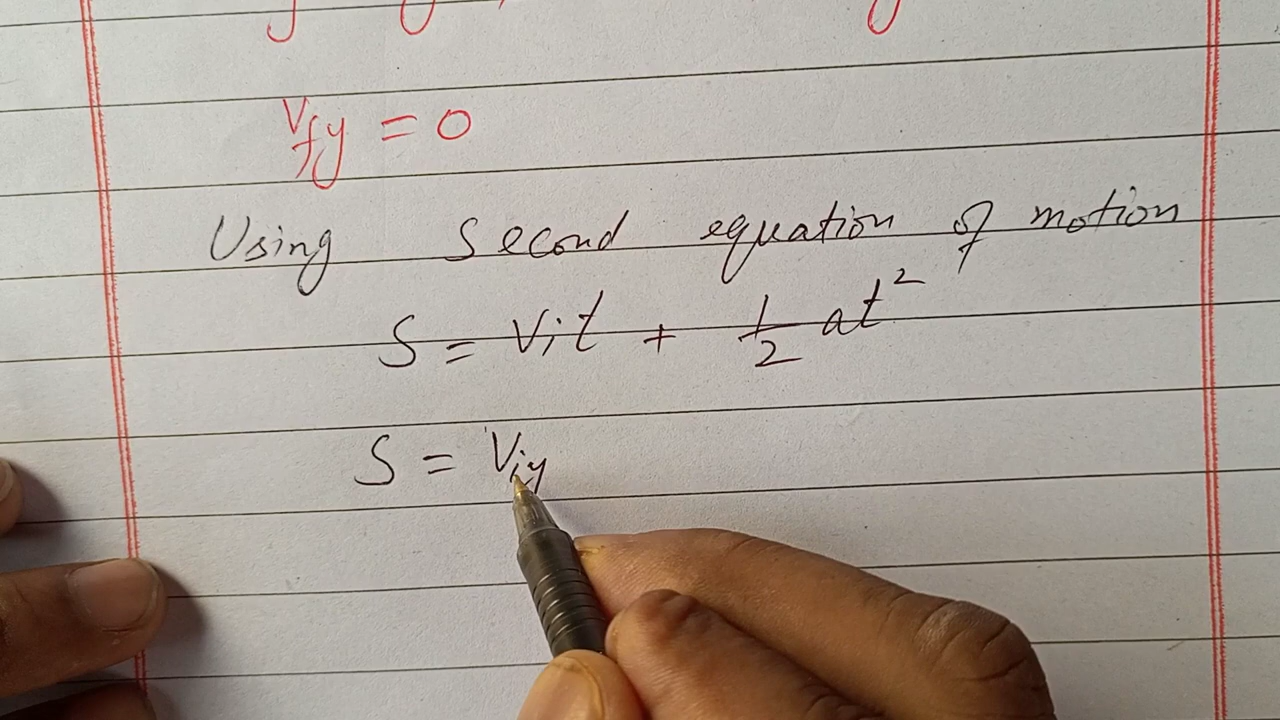 Vfy = 0
Using Second equation of motion
S = Vit + 1/2 at²
S = Viy